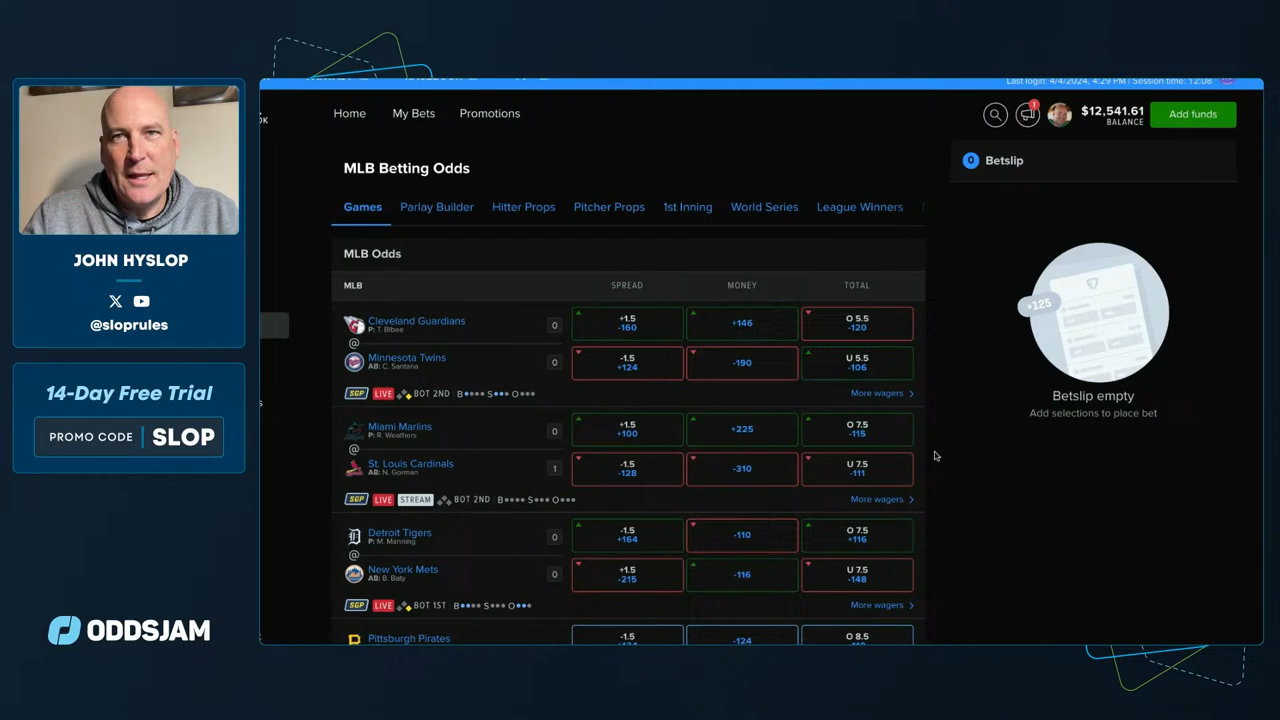 JOHN HYSLOP
@sloprules
14-Day Free Trial
PROMO CODE | SLOP
ODDSJAM
Last login: 4/4/2024, 4:29 PM | Session time: 12:08
Home My Bets Promotions
1
$12,541.61
BALANCE
Add funds
MLB Betting Odds
Games Parlay Builder Hitter Props Pitcher Props 1st Inning World Series League Winners
MLB Odds
MLB SPREAD MONEY TOTAL
Cleveland Guardians
P: T. Bibee
0
+1.5
-160
+146
O 5.5
-120
@
Minnesota Twins
AB: C. Santana
0
-1.5
+124
-190
U 5.5
-106
SGP LIVE BOT 2ND B S O
More wagers
Miami Marlins
P: R. Weathers
0
+1.5
+100
+225
O 7.5
-115
@
St. Louis Cardinals
AB: N. Gorman
1
-1.5
-128
-310
U 7.5
-111
SGP LIVE STREAM BOT 2ND B S O
More wagers
Detroit Tigers
P: M. Manning
0
-1.5
+164
-110
O 7.5
+116
@
New York Mets
AB: B. Baty
0
+1.5
-215
-116
U 7.5
-148
SGP LIVE BOT 1ST B S O
More wagers
Pittsburgh Pirates
-1.5
-124
O 8.5
0 Betslip
+125
Betslip empty
Add selections to place bet